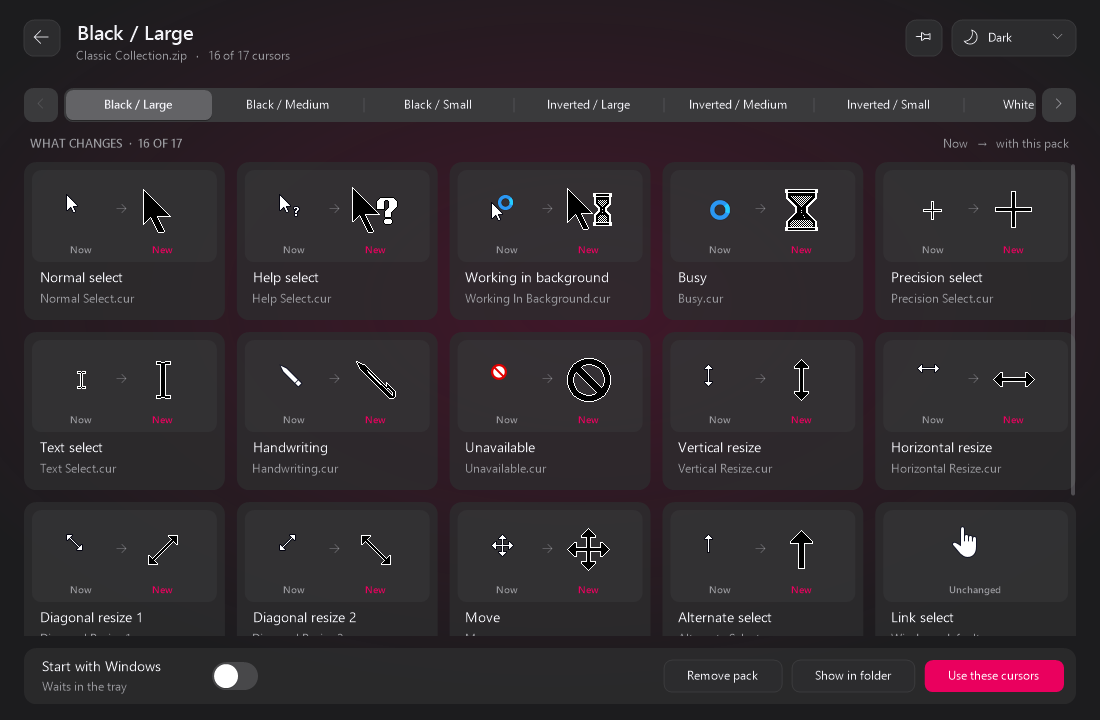 Black / Large
Classic Collection.zip · 16 of 17 cursors
Dark
Black / Large
Black / Medium
Black / Small
Inverted / Large
Inverted / Medium
Inverted / Small
White
WHAT CHANGES · 16 OF 17
Now → with this pack
Now
New
Normal select
Normal Select.cur
Now
New
Help select
Help Select.cur
Now
New
Working in background
Working In Background.cur
Now
New
Busy
Busy.cur
Now
New
Precision select
Precision Select.cur
Now
New
Text select
Text Select.cur
Now
New
Handwriting
Handwriting.cur
Now
New
Unavailable
Unavailable.cur
Now
New
Vertical resize
Vertical Resize.cur
Now
New
Horizontal resize
Horizontal Resize.cur
Now
New
Diagonal resize 1
Now
New
Diagonal resize 2
Now
New
Move
Now
New
Alternate select
Unchanged
Link select
Start with Windows
Waits in the tray
Remove pack
Show in folder
Use these cursors